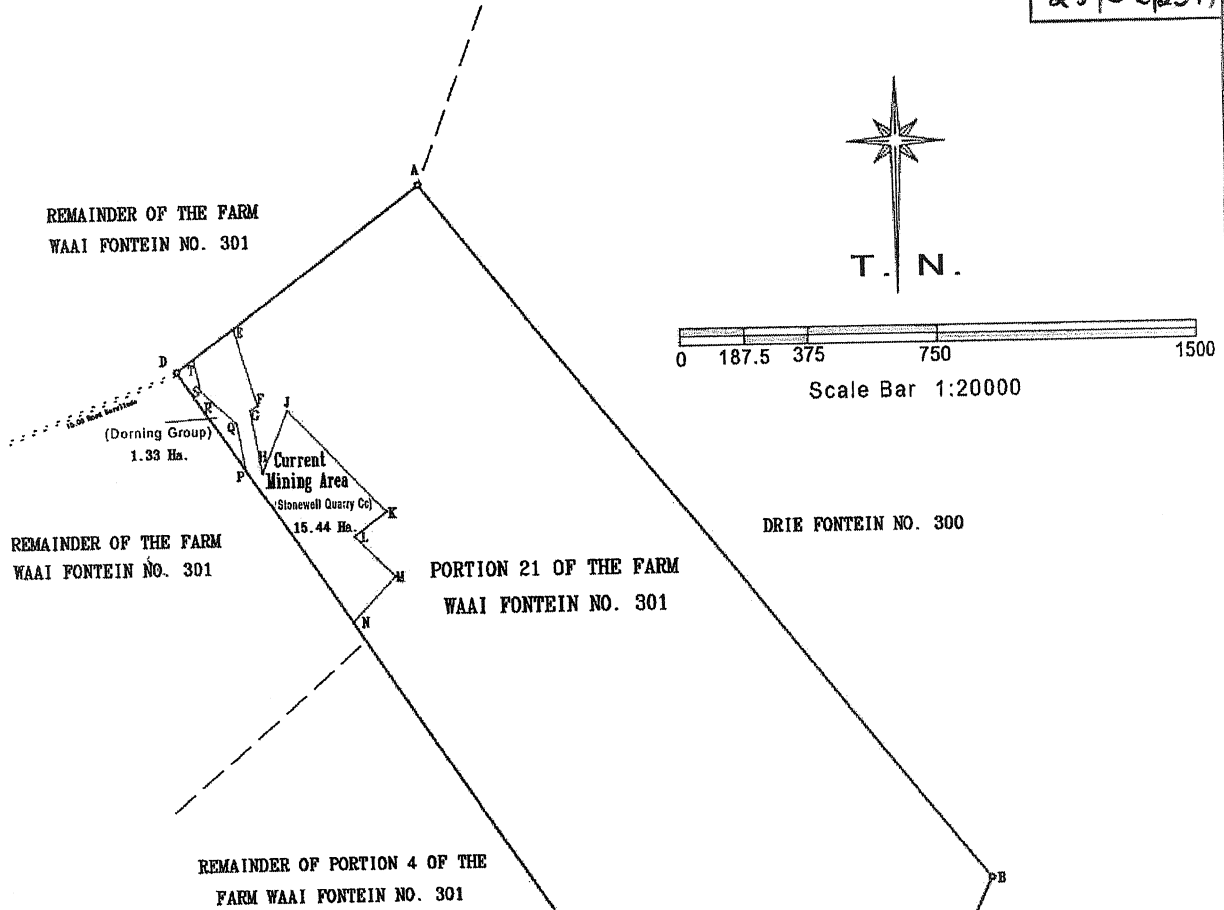 A
REMAINDER OF THE FARM
WAAI FONTEIN NO. 301
T. N.
0 187.5 375 750 1500
Scale Bar 1:20000
E
D
T
S
R
F
G
J
Q
(Dorning Group)
1.33 Ha.
P
H
Current
Mining Area
(Stonewell Quarry Cc)
15.44 Ha.
K
L
M
N
DRIE FONTEIN NO. 300
REMAINDER OF THE FARM
WAAI FONTEIN NO. 301
PORTION 21 OF THE FARM
WAAI FONTEIN NO. 301
REMAINDER OF PORTION 4 OF THE
FARM WAAI FONTEIN NO. 301
B